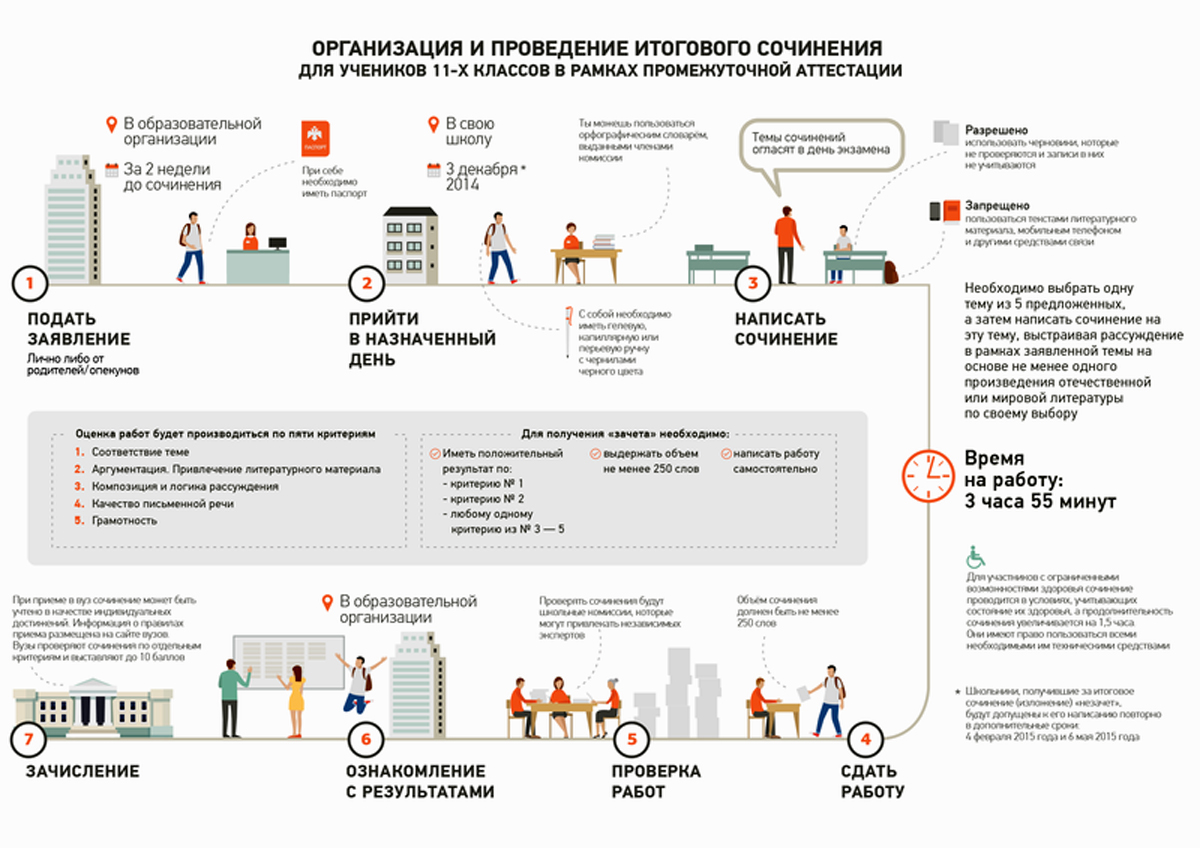 ОРГАНИЗАЦИЯ И ПРОВЕДЕНИЕ ИТОГОВОГО СОЧИНЕНИЯ
ДЛЯ УЧЕНИКОВ 11-Х КЛАССОВ В РАМКАХ ПРОМЕЖУТОЧНОЙ АТТЕСТАЦИИ
В образовательной
организации
За 2 недели
до сочинения
ПАСПОРТ
При себе
необходимо
иметь паспорт
1
ПОДАТЬ
ЗАЯВЛЕНИЕ
Лично либо от
родителей/опекунов
В свою
школу
3 декабря *
2014
Ты можешь пользоваться
орфографическим словарём,
выданными членами
комиссии
2
ПРИЙТИ
В НАЗНАЧЕННЫЙ
ДЕНЬ
С собой необходимо
иметь гелевую,
капиллярную или
перьевую ручку
с чернилами
черного цвета
Темы сочинений
огласят в день экзамена
3
НАПИСАТЬ
СОЧИНЕНИЕ
Разрешено
использовать черновики, которые
не проверяются и записи в них
не учитываются
Запрещено
пользоваться текстами литературного
материала, мобильным телефоном
и другими средствами связи
Необходимо выбрать одну
тему из 5 предложенных,
а затем написать сочинение на
эту тему, выстраивая рассуждение
в рамках заявленной темы на
основе не менее одного
произведения отечественной
или мировой литературы
по своему выбору
Оценка работ будет производиться по пяти критериям
1. Соответствие теме
2. Аргументация. Привлечение литературного материала
3. Композиция и логика рассуждения
4. Качество письменной речи
5. Грамотность
Для получения «зачета» необходимо:
Иметь положительный
результат по:
- критерию № 1
- критерию № 2
- любому одному
критерию из № 3 — 5
выдержать объем
не менее 250 слов
написать работу
самостоятельно
Время
на работу:
3 часа 55 минут
Для участников с ограниченными
возможностями здоровья сочинение
проводится в условиях, учитывающих
состояние их здоровья, а продолжительность
сочинения увеличивается на 1,5 часа.
Они имеют право пользоваться всеми
необходимыми им техническими средствами
* Школьники, получившие за итоговое
сочинение (изложение) «незачет»,
будут допущены к его написанию повторно
в дополнительные сроки:
4 февраля 2015 года и 6 мая 2015 года
Объём сочинения
должен быть не менее
250 слов
4
СДАТЬ
РАБОТУ
Проверять сочинения будут
школьные комиссии, которые
могут привлекать независимых
экспертов
5
ПРОВЕРКА
РАБОТ
В образовательной
организации
6
ОЗНАКОМЛЕНИЕ
С РЕЗУЛЬТАТАМИ
При приеме в вуз сочинение может быть
учтено в качестве индивидуальных
достижений. Информация о правилах
приема размещена на сайте вузов.
Вузы проверяют сочинения по отдельным
критериям и выставляют до 10 баллов
7
ЗАЧИСЛЕНИЕ